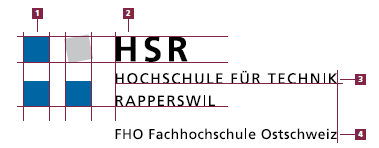 1 2
HSR
HOCHSCHULE FÜR TECHNIK 3
RAPPERSWIL
FHO Fachhochschule Ostschweiz 4